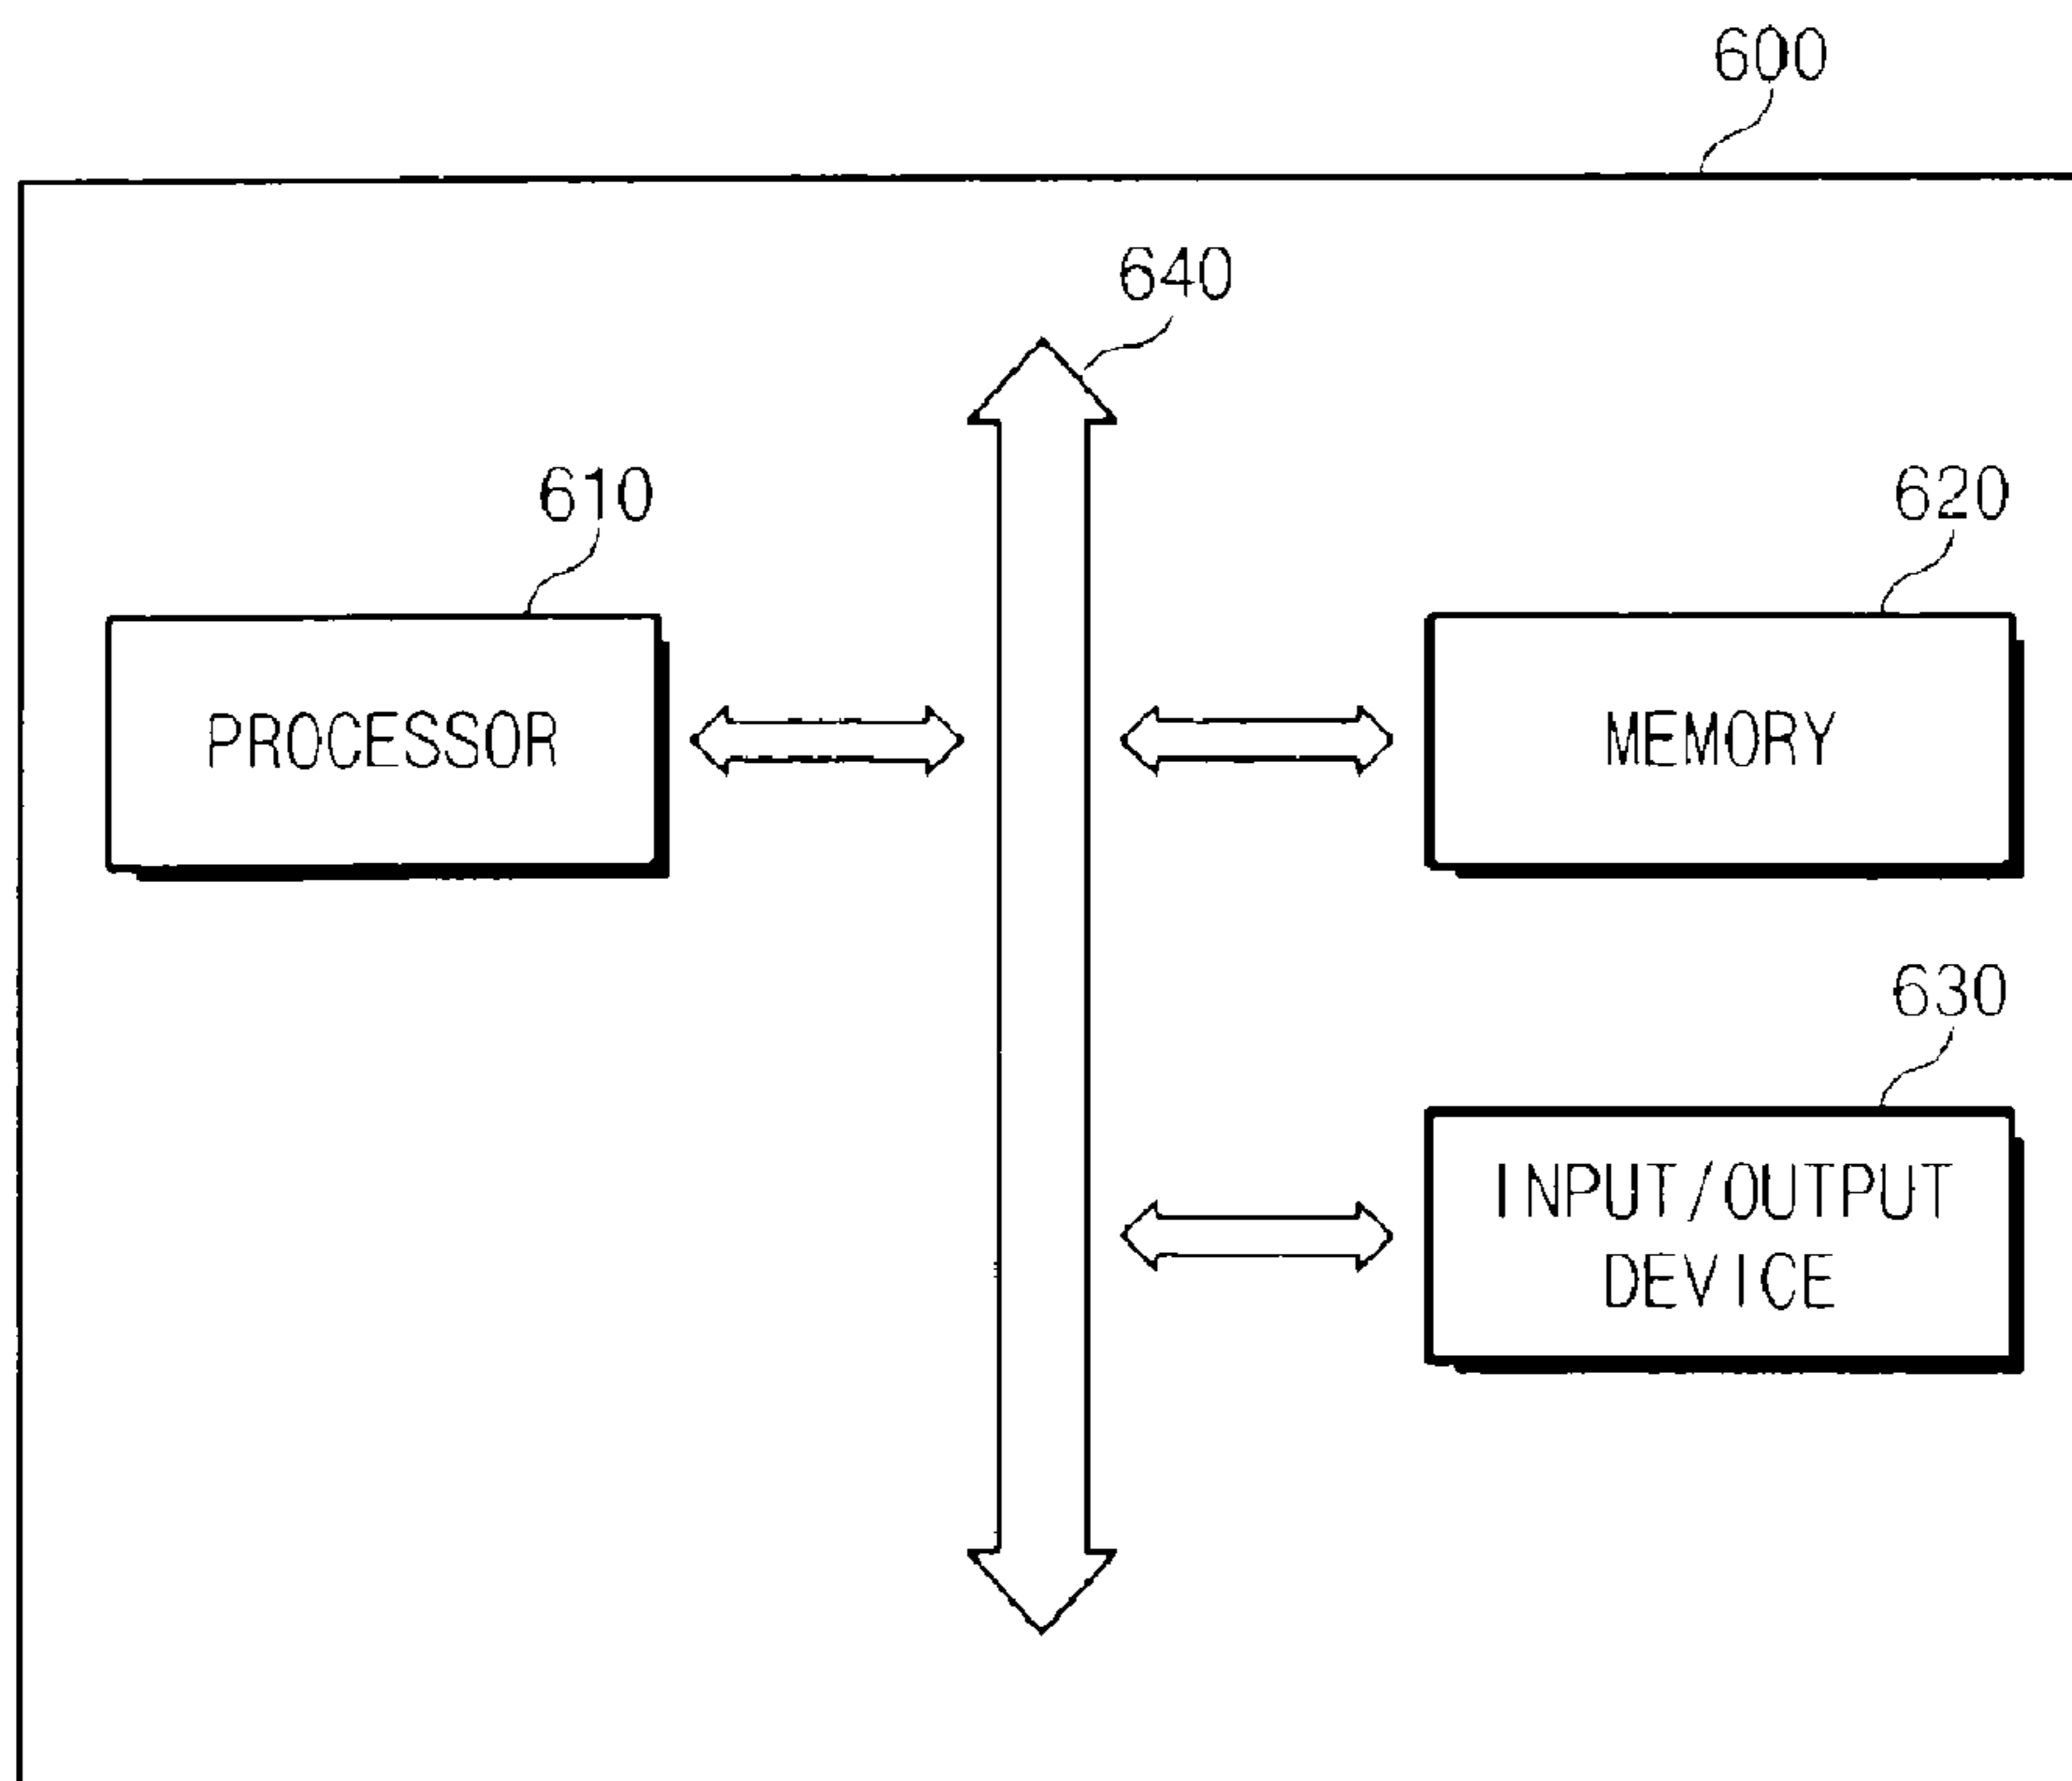 600
640
610
620
PROCESSOR
MEMORY
630
INPUT/OUTPUT
DEVICE